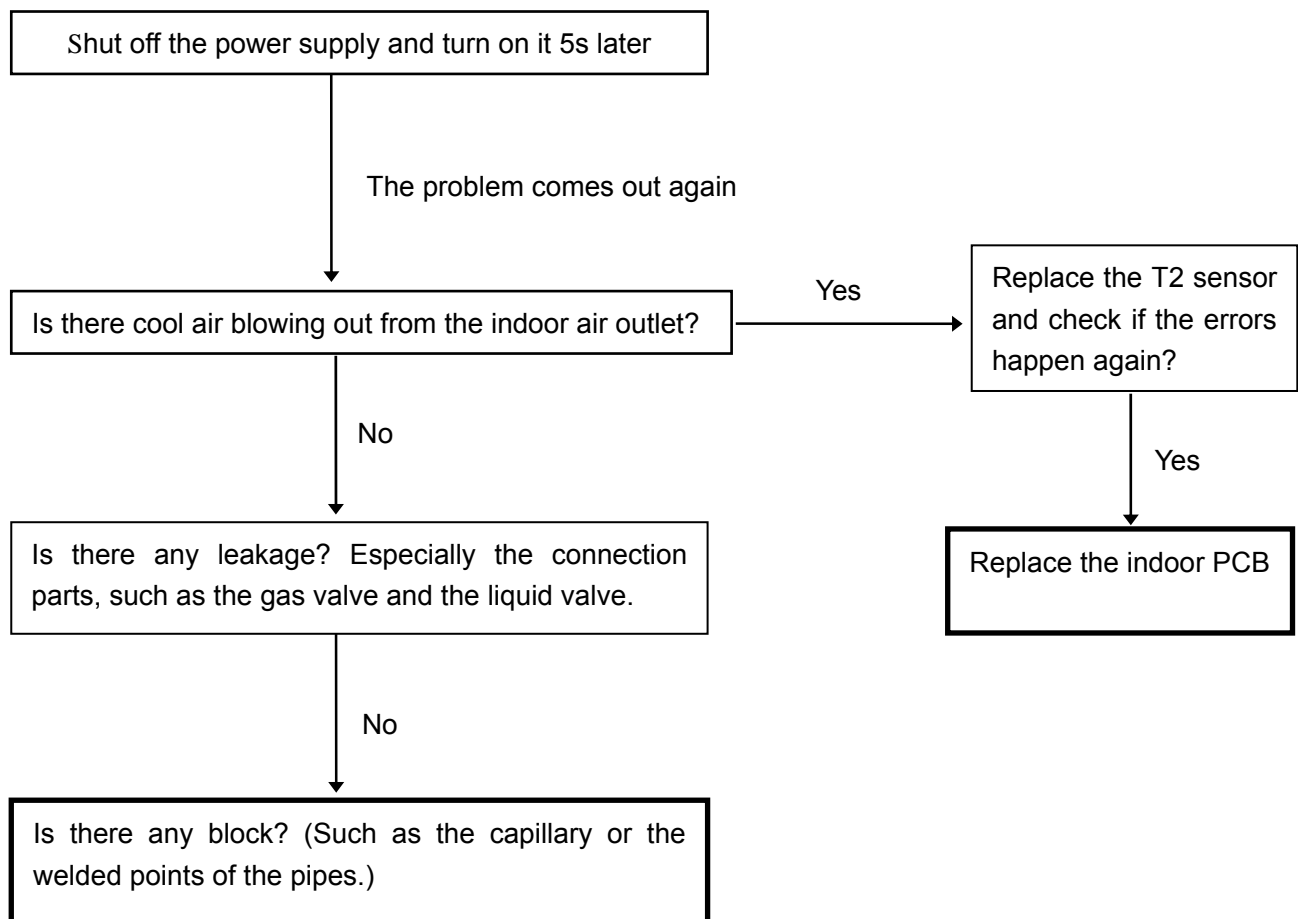 Shut off the power supply and turn on it 5s later
The problem comes out again
Is there cool air blowing out from the indoor air outlet?
Yes
Replace the T2 sensor
and check if the errors
happen again?
No
Yes
Is there any leakage? Especially the connection
parts, such as the gas valve and the liquid valve.
Replace the indoor PCB
No
Is there any block? (Such as the capillary or the
welded points of the pipes.)